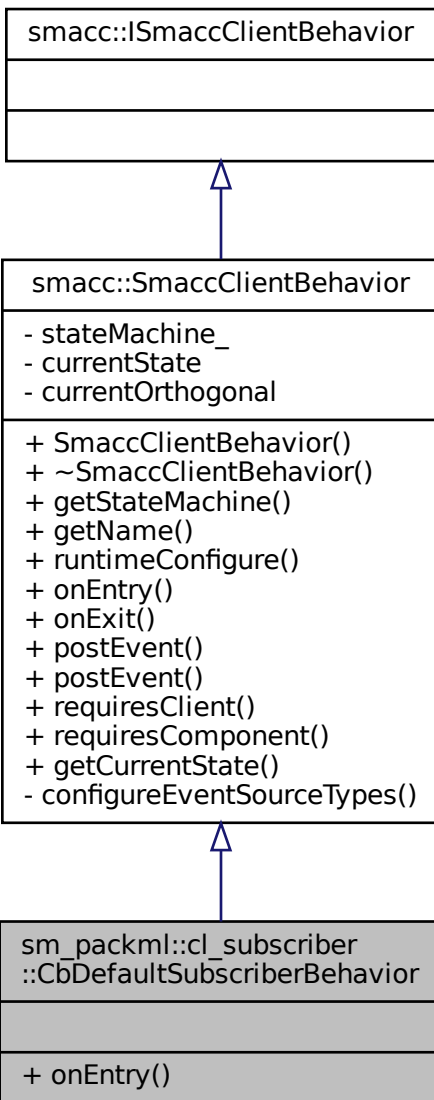 smacc::ISmaccClientBehavior
smacc::SmaccClientBehavior
- stateMachine_
- currentState
- currentOrthogonal
+ SmaccClientBehavior()
+ ~SmaccClientBehavior()
+ getStateMachine()
+ getName()
+ runtimeConfigure()
+ onEntry()
+ onExit()
+ postEvent()
+ postEvent()
+ requiresClient()
+ requiresComponent()
+ getCurrentState()
- configureEventSourceTypes()
sm_packml::cl_subscriber
::CbDefaultSubscriberBehavior
+ onEntry()